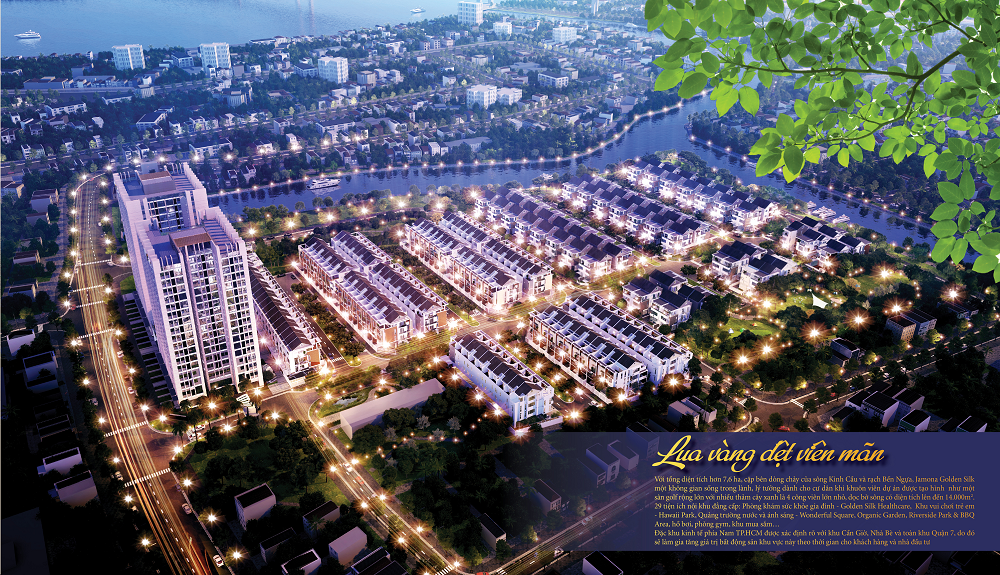 Lụa vàng dệt viên mãn
Với tổng diện tích hơn 7,6 ha, cặp bên dòng chảy của sông Kinh Câu và rạch Bến Ngựa, Jamona Golden Silk
một không gian sống trong lành, lý tưởng dành cho cư dân khi khuôn viên dự án được tạo hình như một
sân golf rộng lớn với nhiều thảm cây xanh là 4 công viên lớn nhỏ, dọc bờ sông có diện tích lên đến 14.000m².
29 tiện ích nội khu đẳng cấp: Phòng khám sức khỏe gia đình - Golden Silk Healthcare, Khu vui chơi trẻ em
- Hawaii Park, Quảng trường nước và ánh sáng - Wonderful Square, Organic Garden, Riverside Park & BBQ
Area, hồ bơi, phòng gym, khu mua sắm…
Đặc khu kinh tế phía Nam TP.HCM được xác định rõ với khu Cần Giờ, Nhà Bè và toàn khu Quận 7, do đó
sẽ làm gia tăng giá trị bất động sản khu vực này theo thời gian cho khách hàng và nhà đầu tư